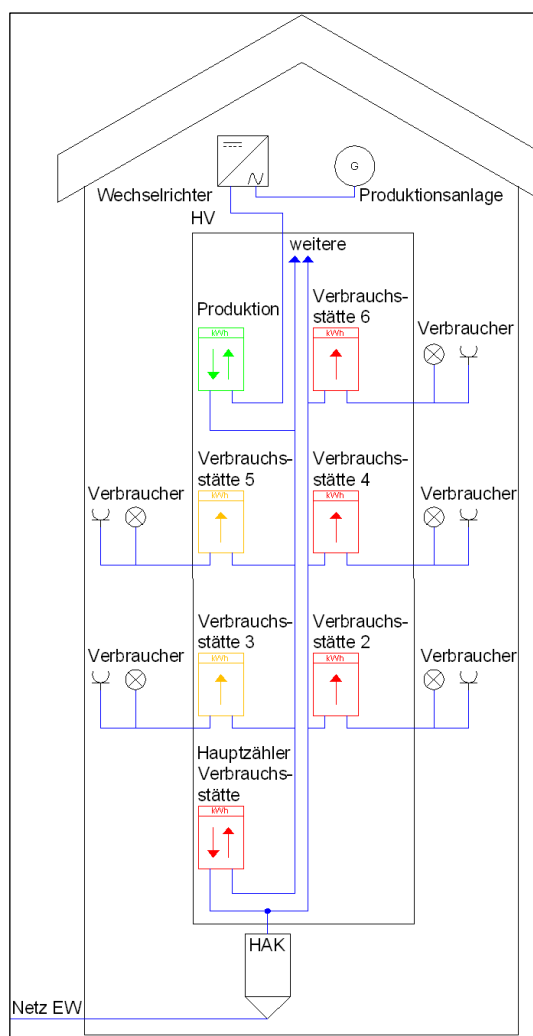 G
Wechselrichter
Produktionsanlage
HV
weitere
Produktion
Verbrauchs-
stätte 6
Verbraucher
kWh
kWh
Verbrauchs-
stätte 5
Verbrauchs-
stätte 4
Verbraucher
Verbraucher
kWh
kWh
Verbrauchs-
stätte 3
Verbrauchs-
stätte 2
Verbraucher
Verbraucher
kWh
kWh
Hauptzähler
Verbrauchs-
stätte
kWh
HAK
Netz EW